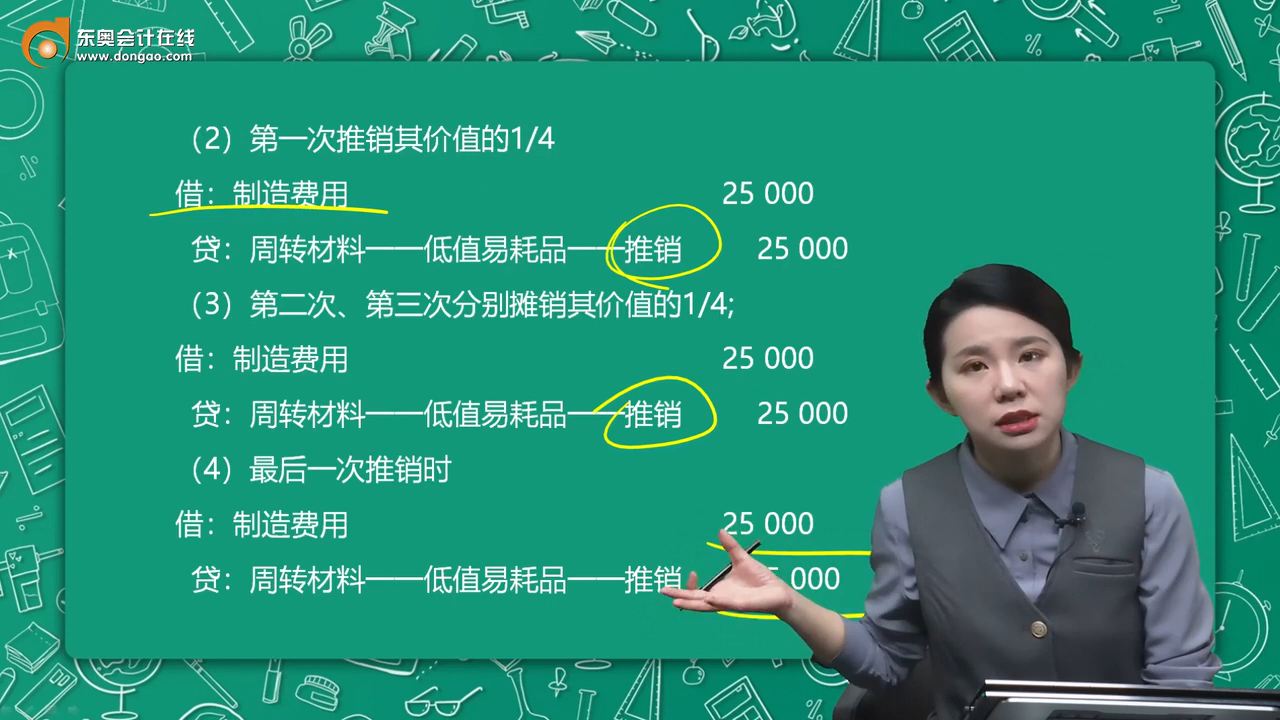 东奥会计在线
www.dongao.com
（2）第一次推销其价值的1/4
借：制造费用 25 000
贷：周转材料——低值易耗品——推销 25 000
（3）第二次、第三次分别摊销其价值的1/4;
借：制造费用 25 000
贷：周转材料——低值易耗品——推销 25 000
（4）最后一次推销时
借：制造费用 25 000
贷：周转材料——低值易耗品——推销 5 000